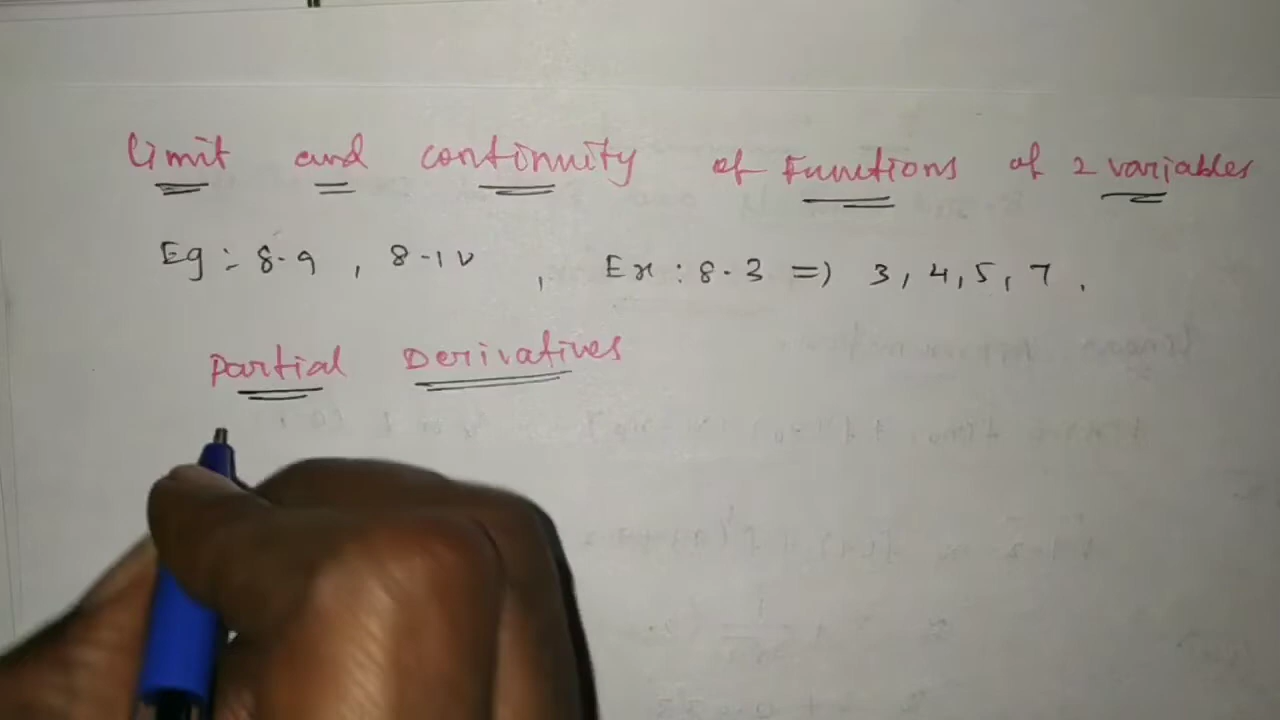 Limit and continuity of Functions of 2 variables
Eg :- 8.9 , 8.10 , Ex : 8.3 => 3, 4, 5, 7 .
Partial Derivatives